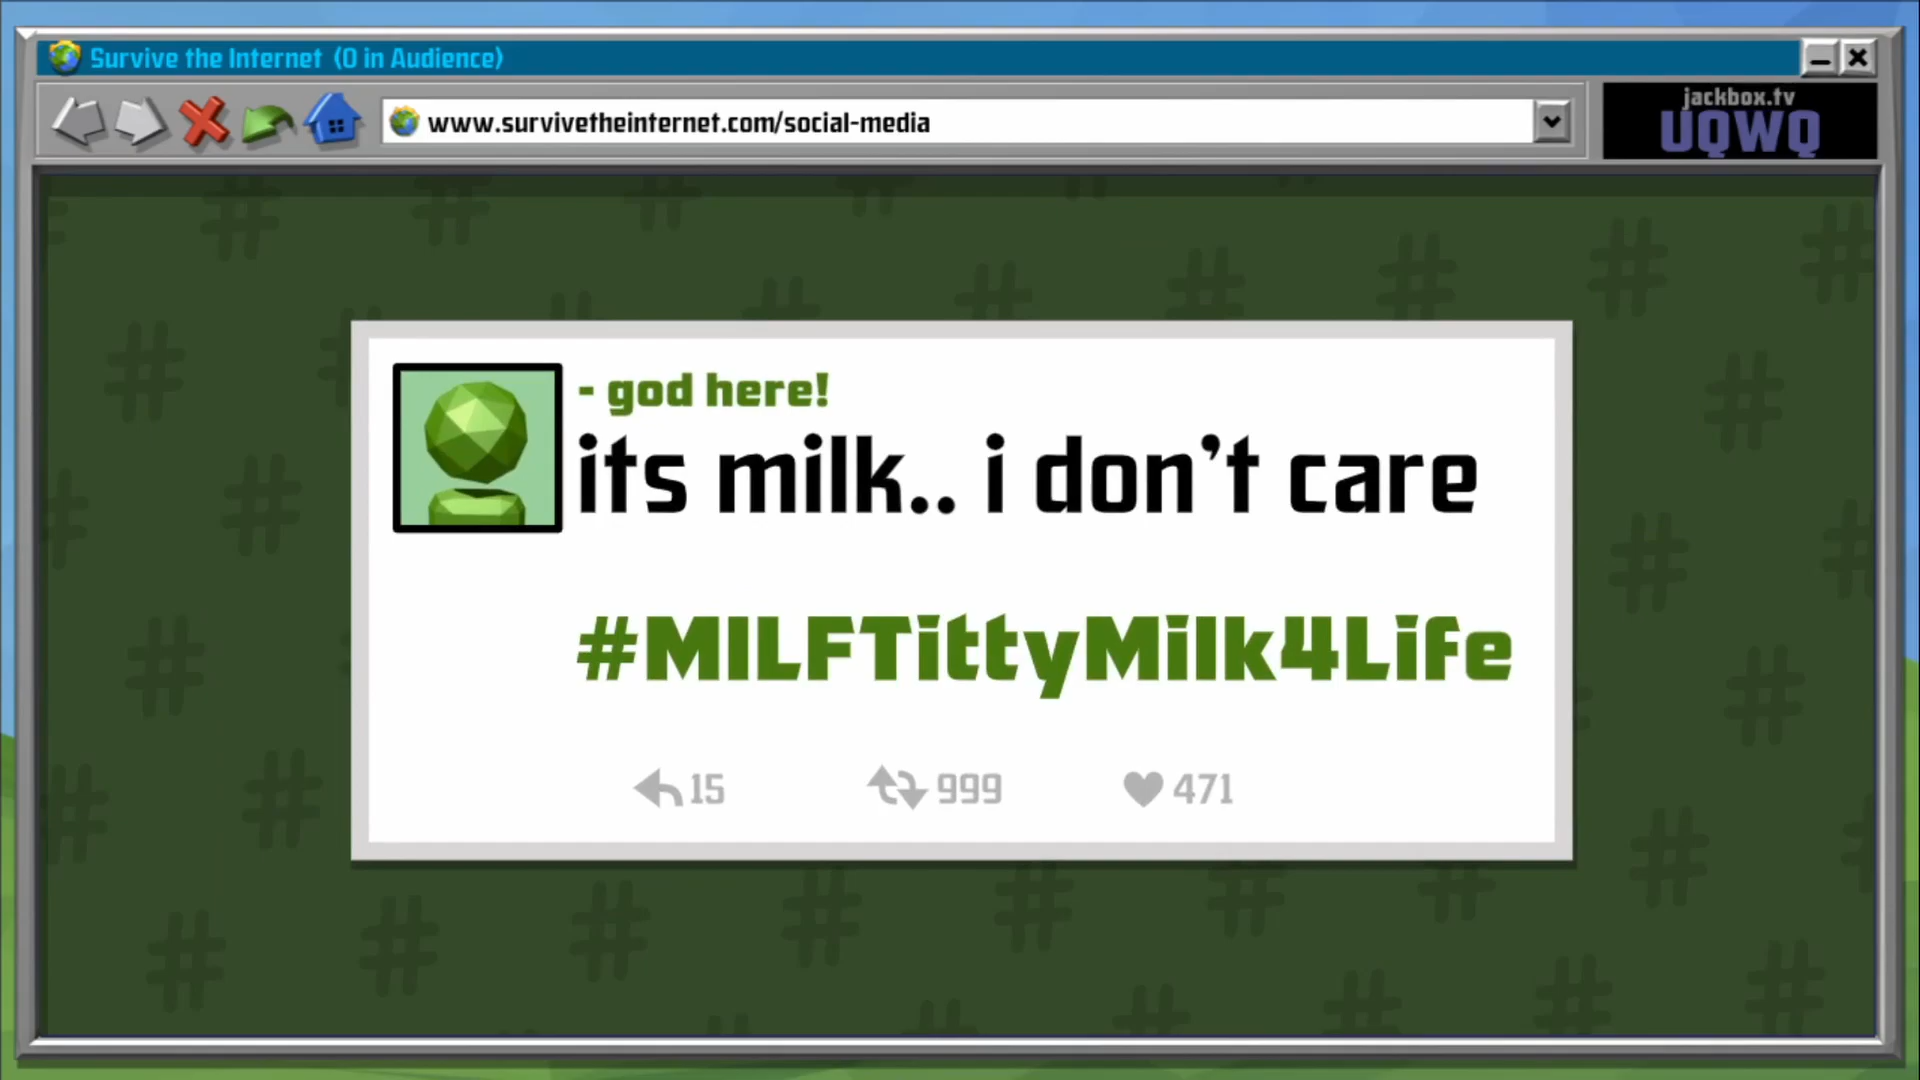 Survive the Internet (0 in Audience)
www.survivetheinternet.com/social-media
jackbox.tv
UQWQ
- god here!
its milk.. i don't care
#MILFTittyMilk4Life
15 999 471